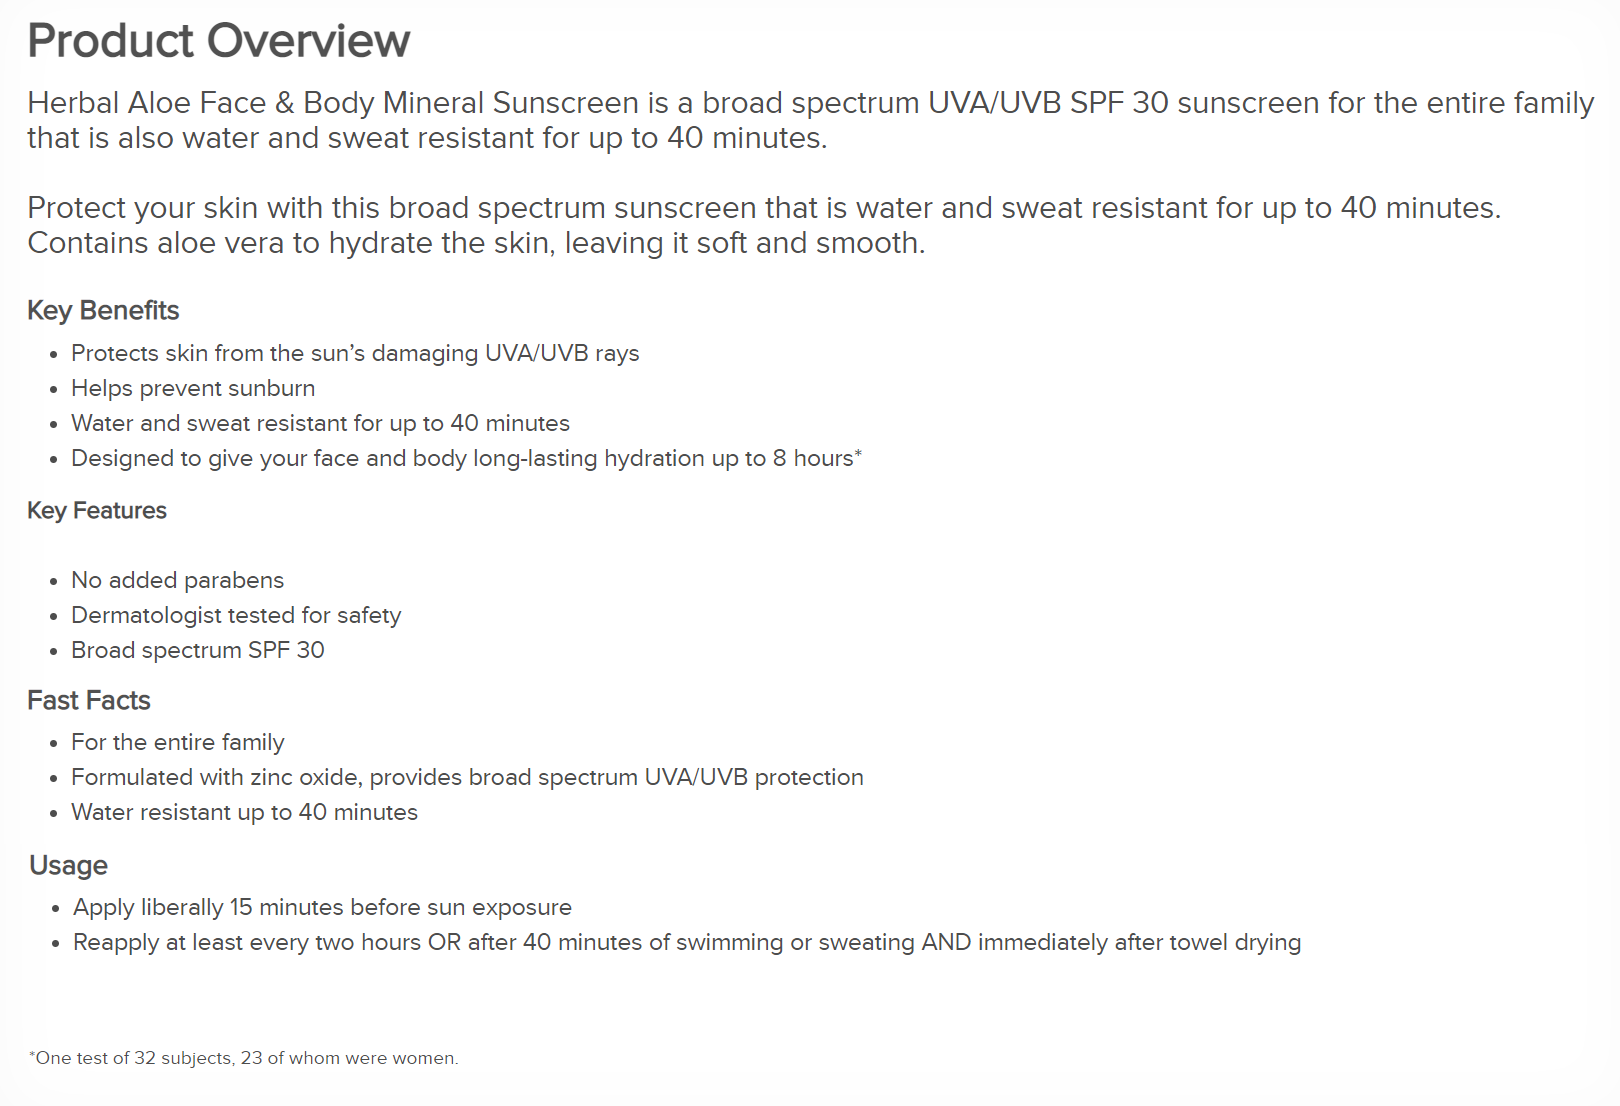 Product Overview
Herbal Aloe Face & Body Mineral Sunscreen is a broad spectrum UVA/UVB SPF 30 sunscreen for the entire family
that is also water and sweat resistant for up to 40 minutes.
Protect your skin with this broad spectrum sunscreen that is water and sweat resistant for up to 40 minutes.
Contains aloe vera to hydrate the skin, leaving it soft and smooth.
Key Benefits
• Protects skin from the sun’s damaging UVA/UVB rays
• Helps prevent sunburn
• Water and sweat resistant for up to 40 minutes
• Designed to give your face and body long-lasting hydration up to 8 hours*
Key Features
• No added parabens
• Dermatologist tested for safety
• Broad spectrum SPF 30
Fast Facts
• For the entire family
• Formulated with zinc oxide, provides broad spectrum UVA/UVB protection
• Water resistant up to 40 minutes
Usage
• Apply liberally 15 minutes before sun exposure
• Reapply at least every two hours OR after 40 minutes of swimming or sweating AND immediately after towel drying
*One test of 32 subjects, 23 of whom were women.